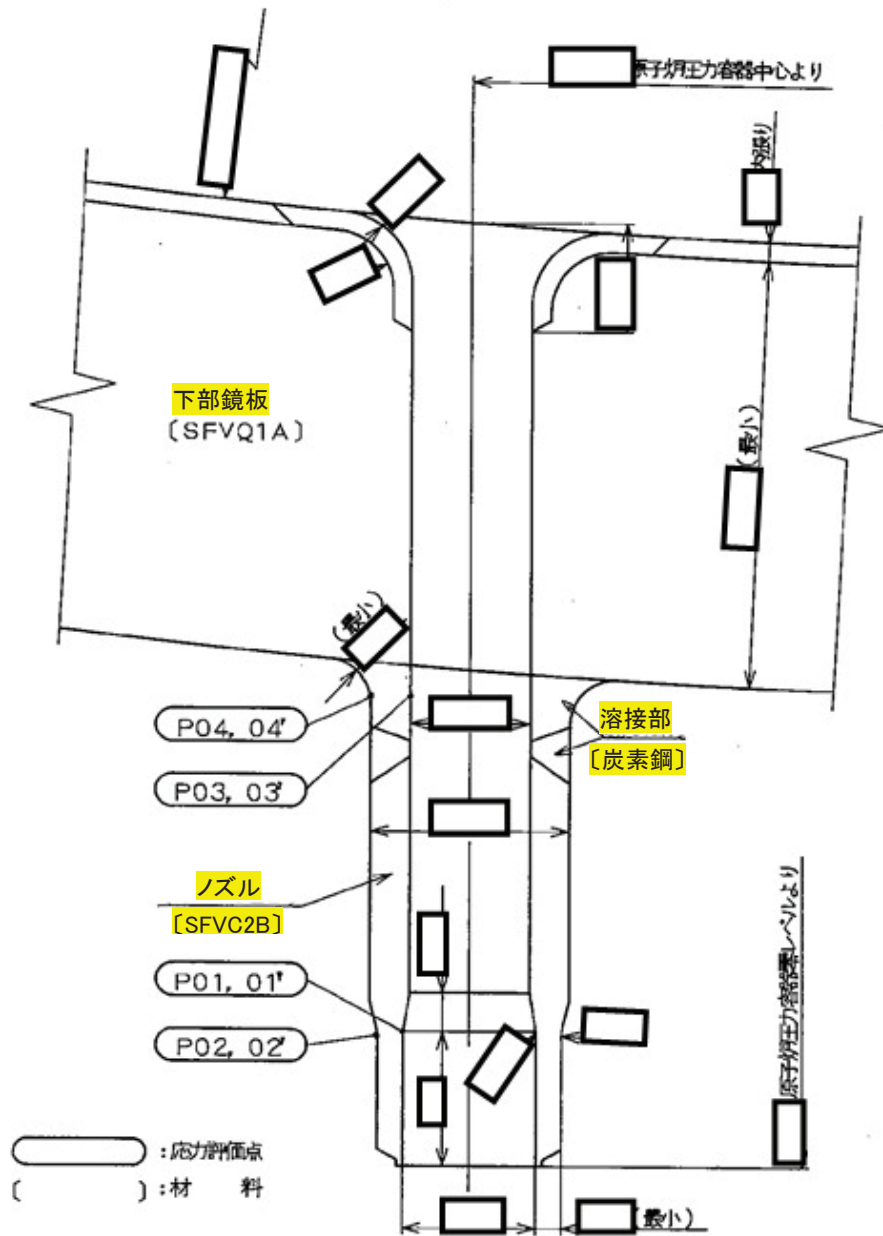 原子炉圧力容器中心より
内張り
下部鏡板
〔SFVQ1A〕
(最小)
(最小)
P04, 04'
溶接部
〔炭素鋼〕
P03, 03'
ノズル
〔SFVC2B〕
P01, 01'
P02, 02'
原子炉圧力容器零レベルより
:応力評価点
〔 〕:材 料
(最小)